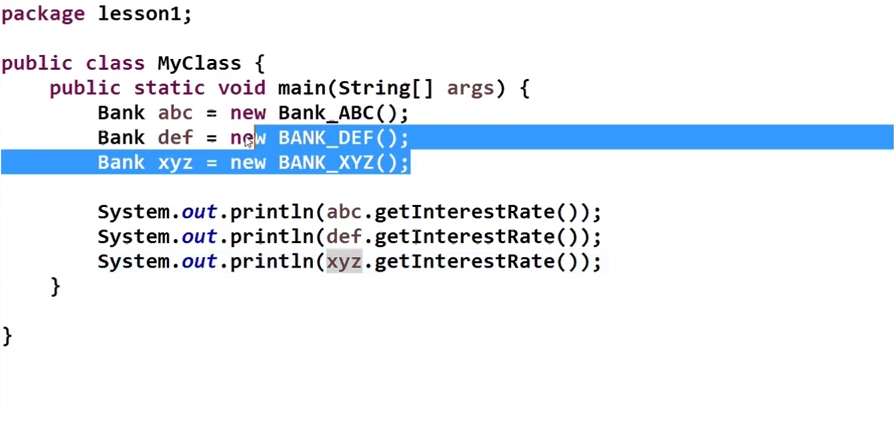 package lesson1;
public class MyClass {
public static void main(String[] args) {
Bank abc = new Bank_ABC();
Bank def = new BANK_DEF();
Bank xyz = new BANK_XYZ();
System.out.println(abc.getInterestRate());
System.out.println(def.getInterestRate());
System.out.println(xyz.getInterestRate());
}
}